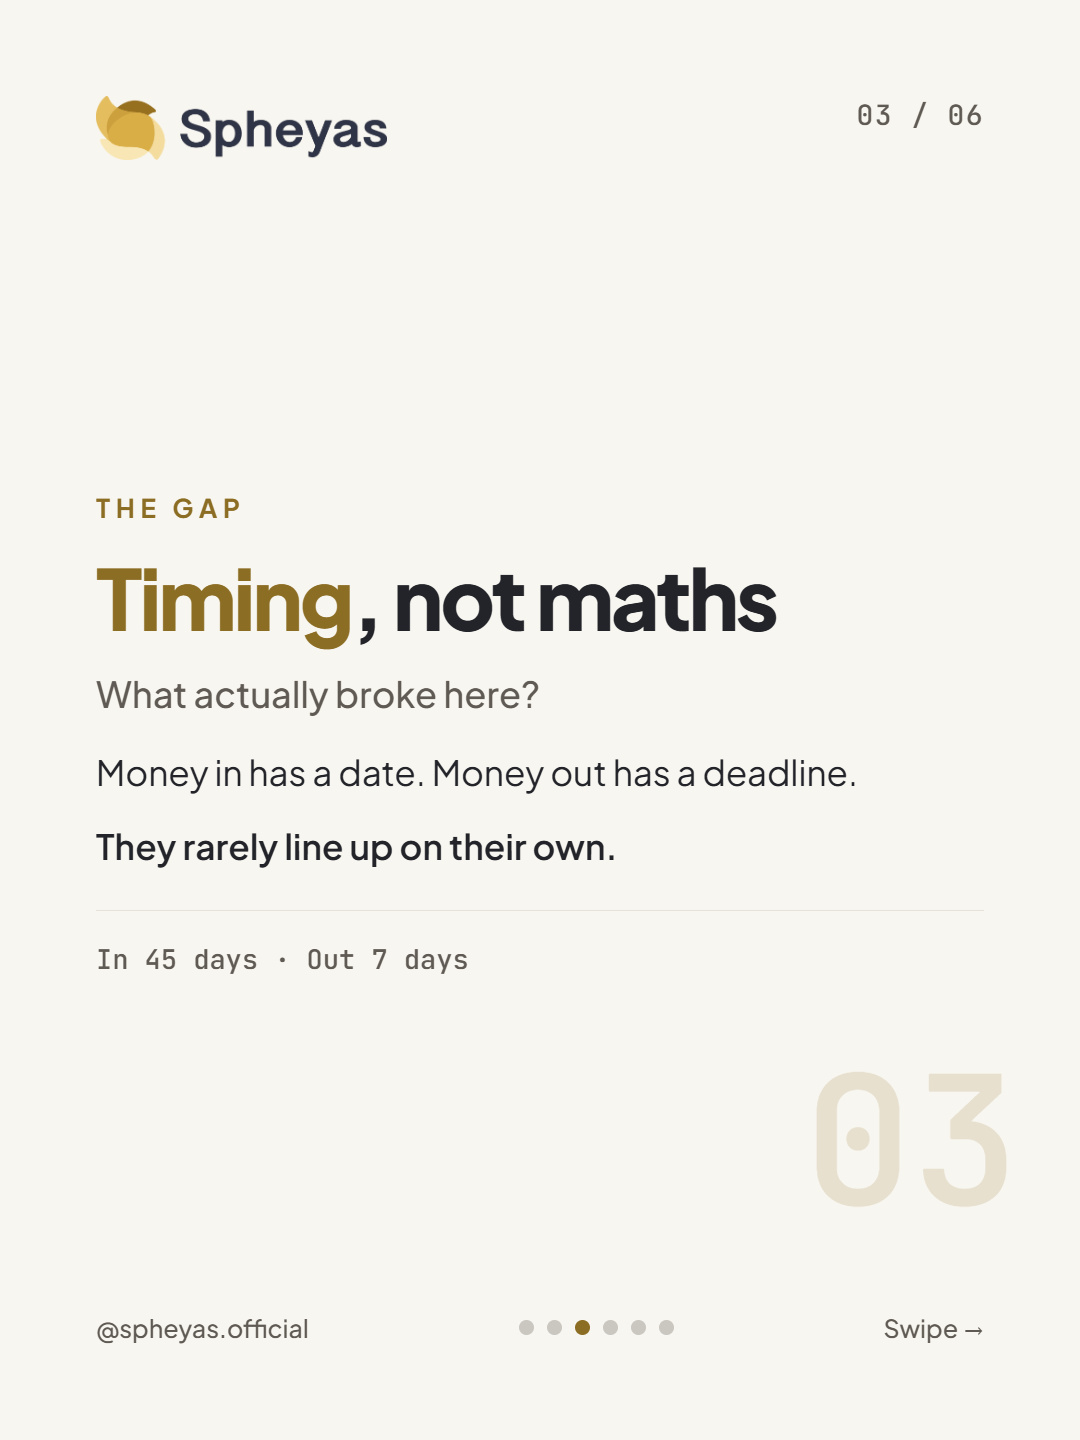 Spheyas
03 / 06
THE GAP
Timing, not maths
What actually broke here?
Money in has a date. Money out has a deadline.
They rarely line up on their own.
In 45 days · Out 7 days
03
@spheyas.official
Swipe →